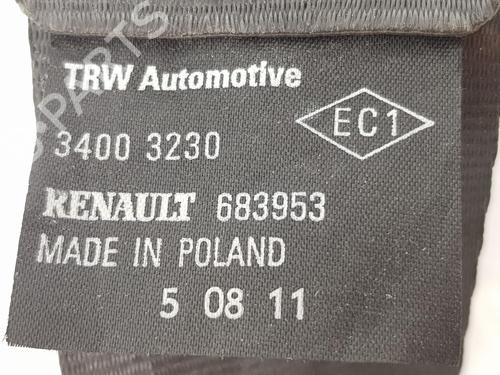 TRW Automotive
3400 3230
EC1
RENAULT 683953
MADE IN POLAND
5 08 11